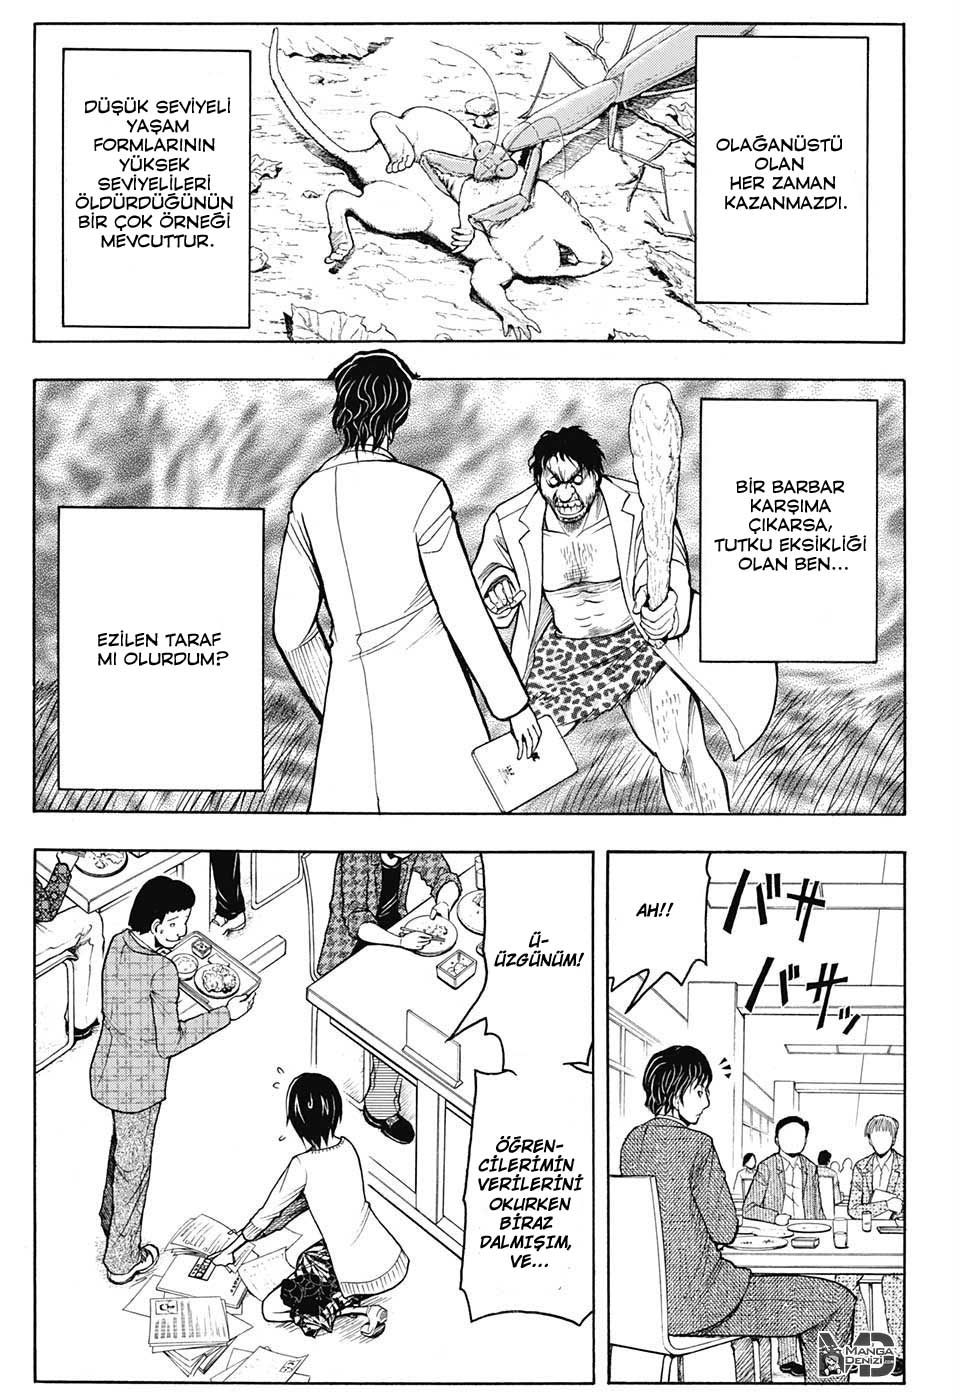 OLAĞANÜSTÜ
OLAN
HER ZAMAN
KAZANMAZDI.
DÜŞÜK SEVİYELİ
YAŞAM
FORMLARININ
YÜKSEK
SEVİYELİLERİ
ÖLDÜRDÜĞÜNÜN
BİR ÇOK ÖRNEĞİ
MEVCUTTUR.
BİR BARBAR
KARŞIMA
ÇIKARSA,
TUTKU EKSİKLİĞİ
OLAN BEN...
EZİLEN TARAF
MI OLURDUM?
AH!!
バサ
バサッ
Ü-
ÜZGÜNÜM!
ÖĞREN-
CİLERİMİN
VERİLERİNİ
OKURKEN
BİRAZ
DALMIŞIM,
VE...
MANGA
DENİZİ.com